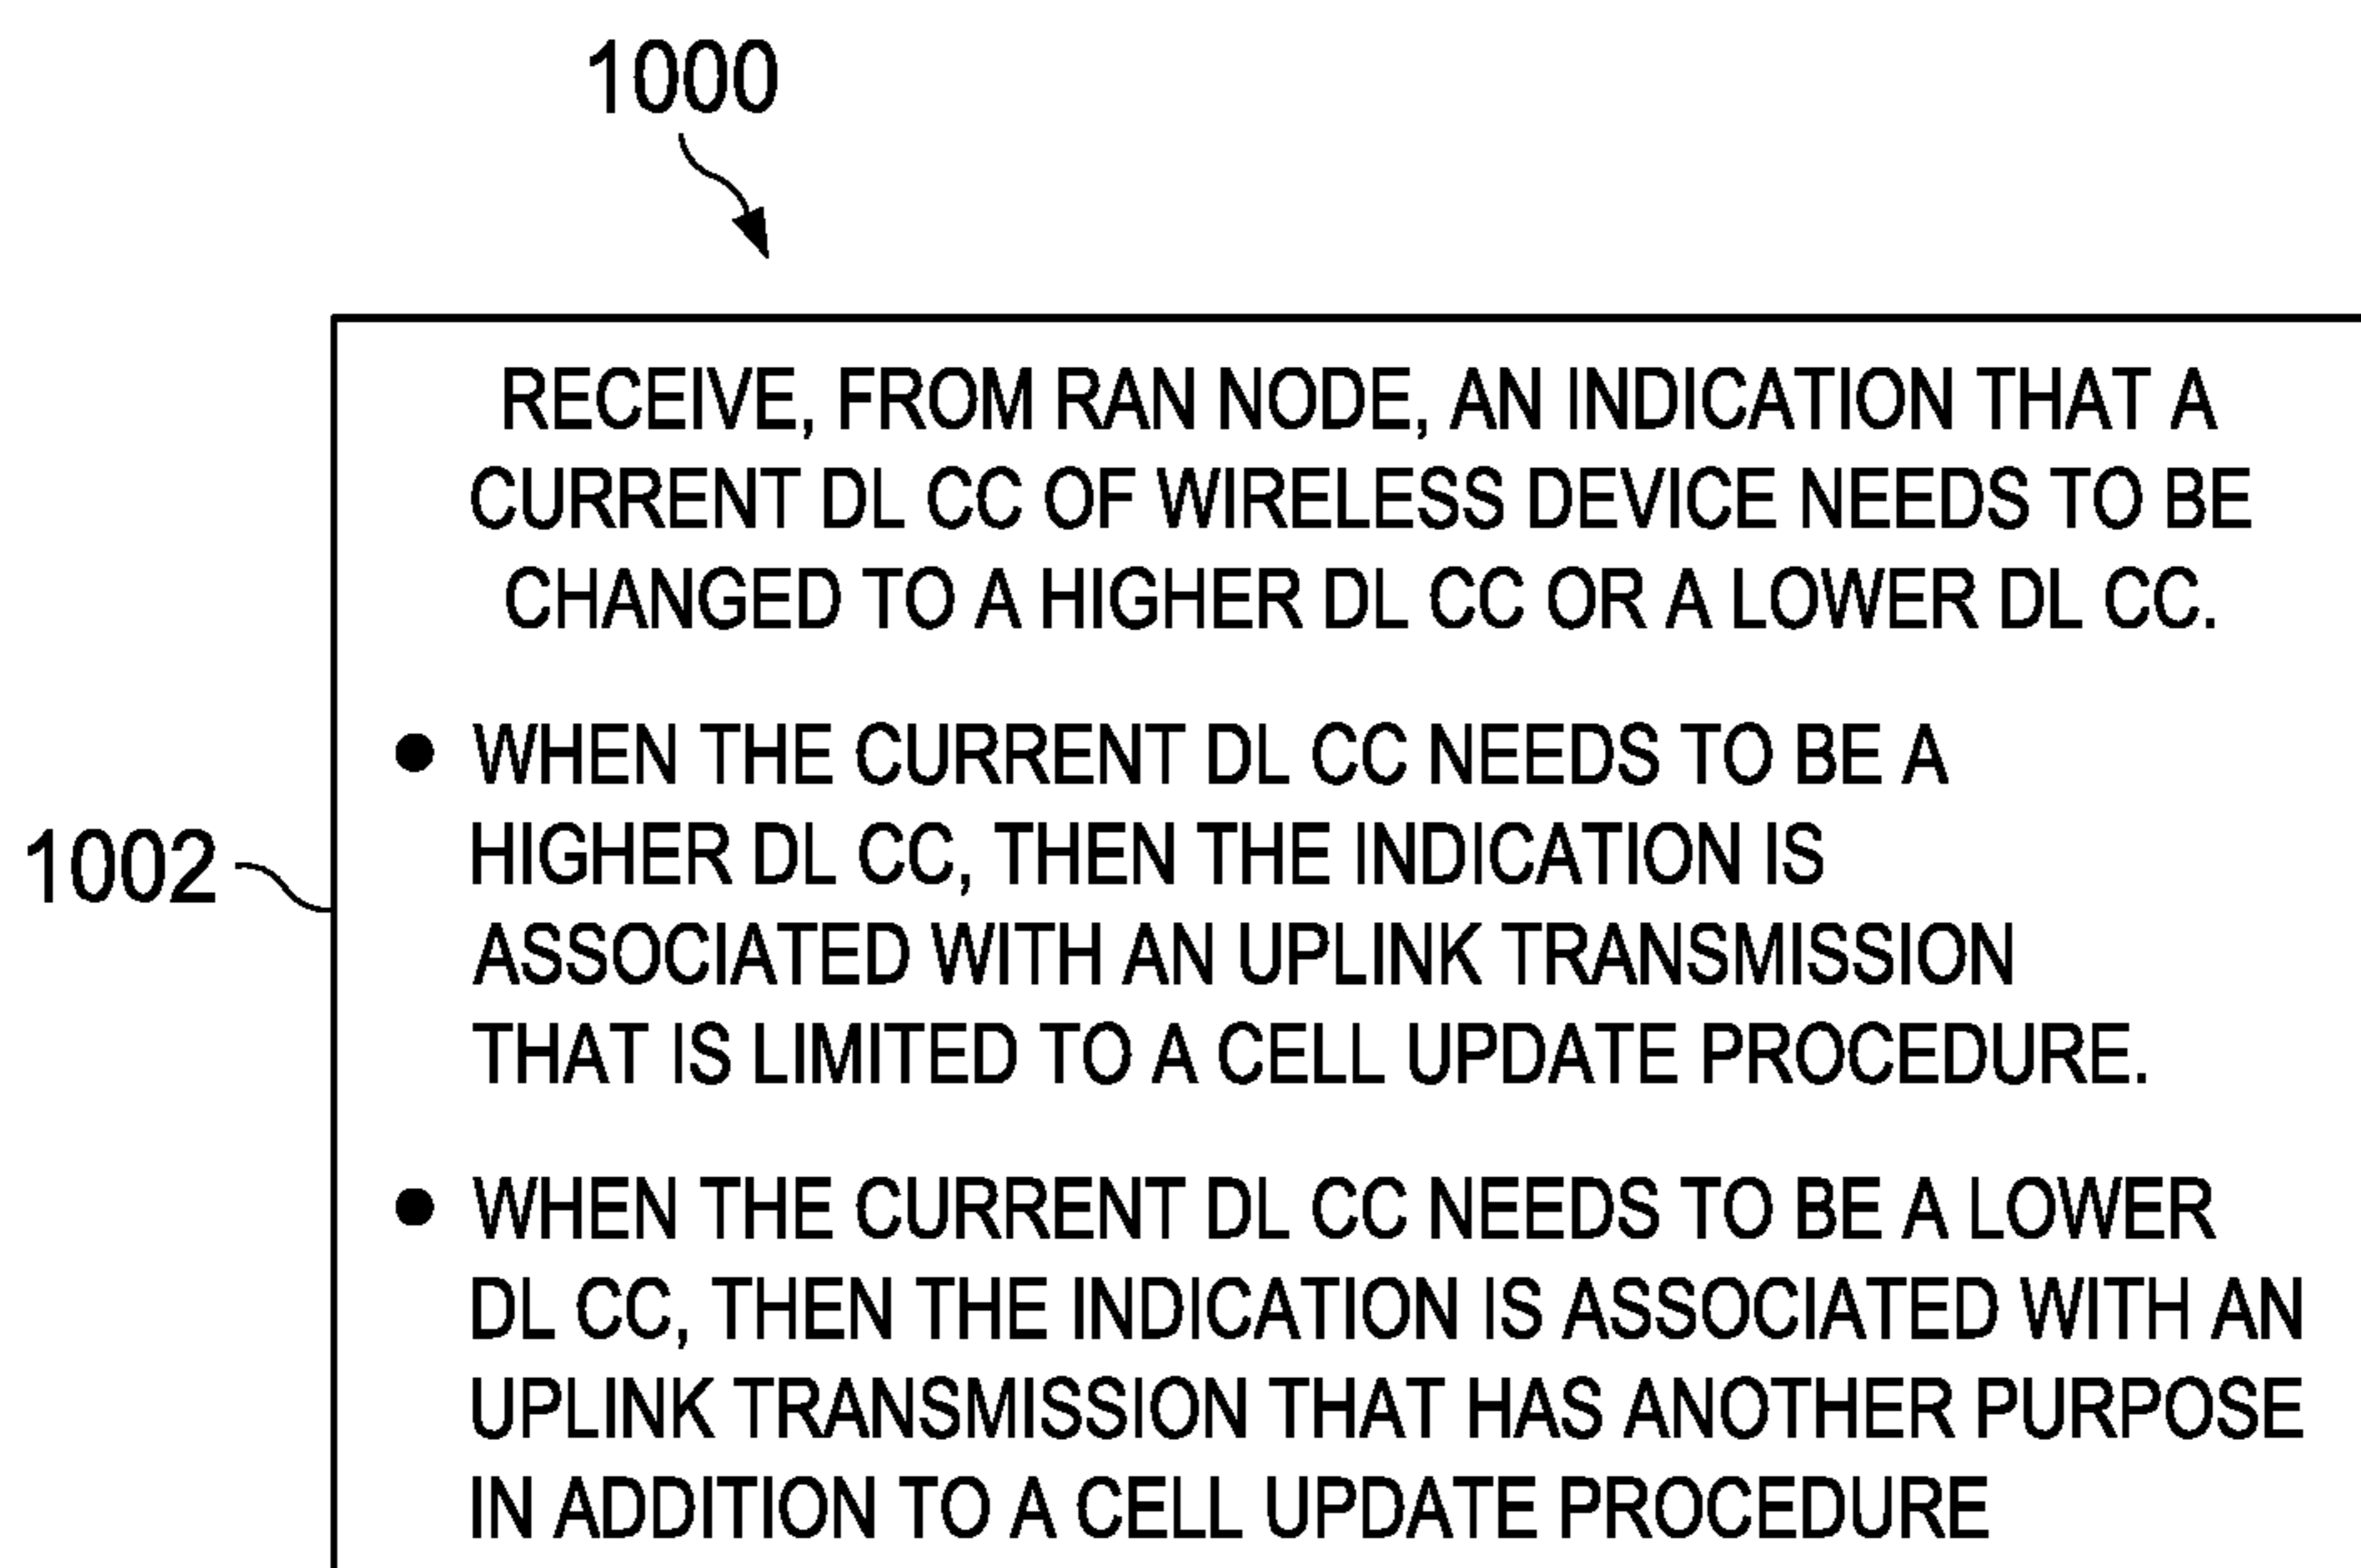 1000
RECEIVE, FROM RAN NODE, AN INDICATION THAT A
CURRENT DL CC OF WIRELESS DEVICE NEEDS TO BE
CHANGED TO A HIGHER DL CC OR A LOWER DL CC.
● WHEN THE CURRENT DL CC NEEDS TO BE A
HIGHER DL CC, THEN THE INDICATION IS
1002
ASSOCIATED WITH AN UPLINK TRANSMISSION
THAT IS LIMITED TO A CELL UPDATE PROCEDURE.
● WHEN THE CURRENT DL CC NEEDS TO BE A LOWER
DL CC, THEN THE INDICATION IS ASSOCIATED WITH AN
UPLINK TRANSMISSION THAT HAS ANOTHER PURPOSE
IN ADDITION TO A CELL UPDATE PROCEDURE